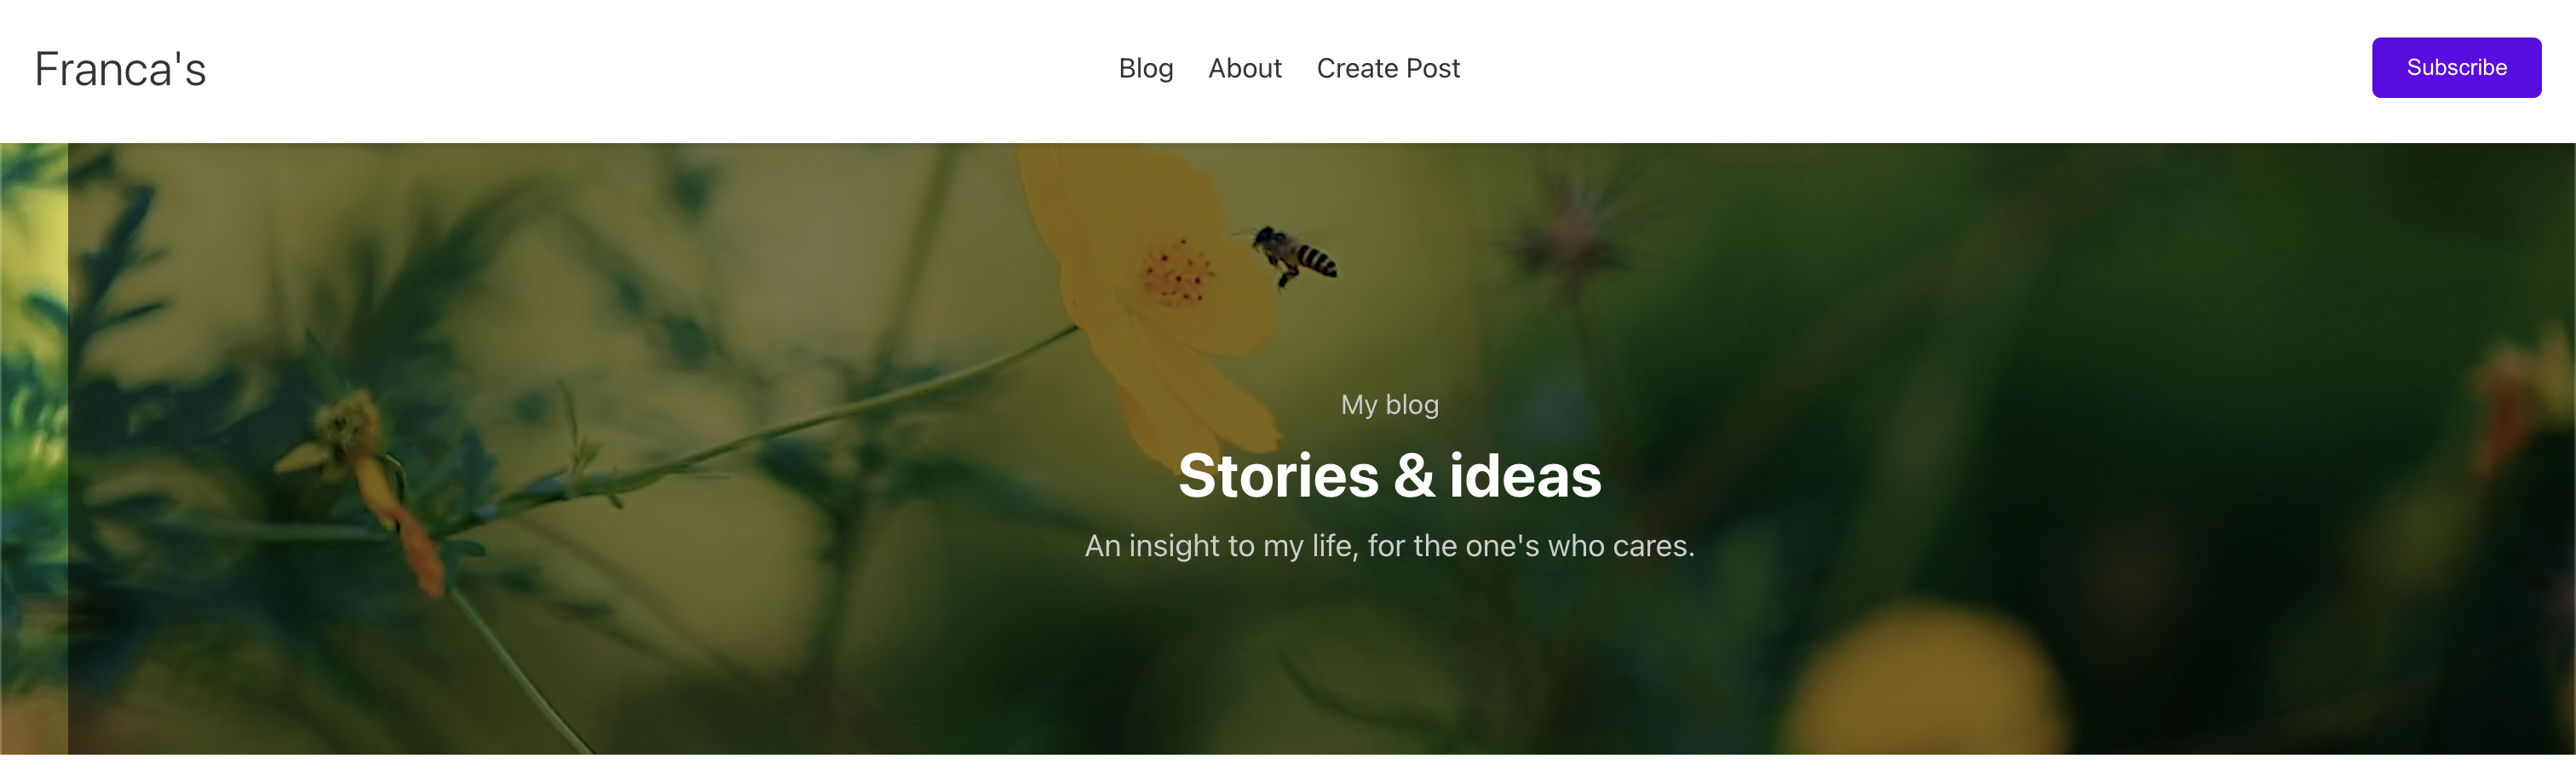 Franca's
Blog About Create Post
Subscribe
My blog
Stories & ideas
An insight to my life, for the one's who cares.